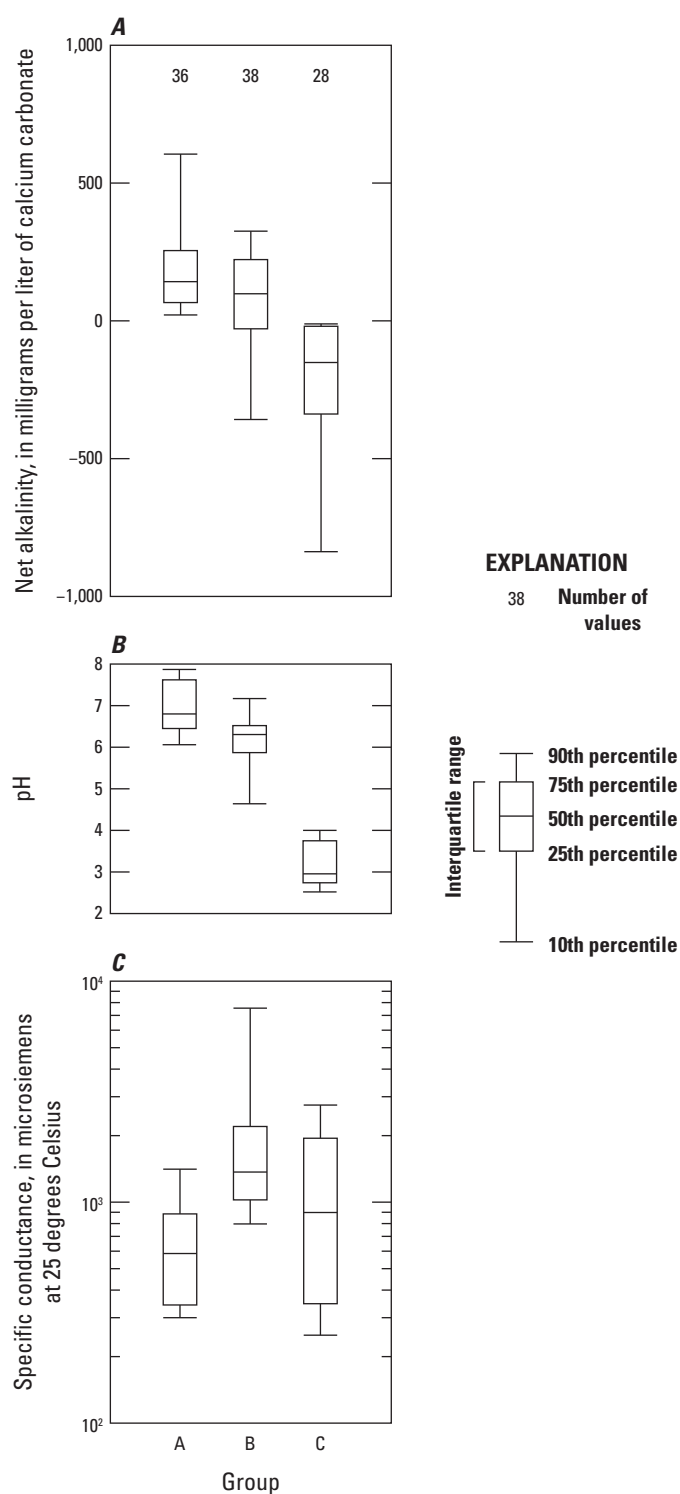 A
Net alkalinity, in milligrams per liter of calcium carbonate
1,000
500
0
−500
−1,000
36 38 28
B
pH
8
7
6
5
4
3
2
C
Specific conductance, in microsiemens
at 25 degrees Celsius
10⁴
10³
10²
A B C
Group
EXPLANATION
38 Number of
values
Interquartile range
90th percentile
75th percentile
50th percentile
25th percentile
10th percentile